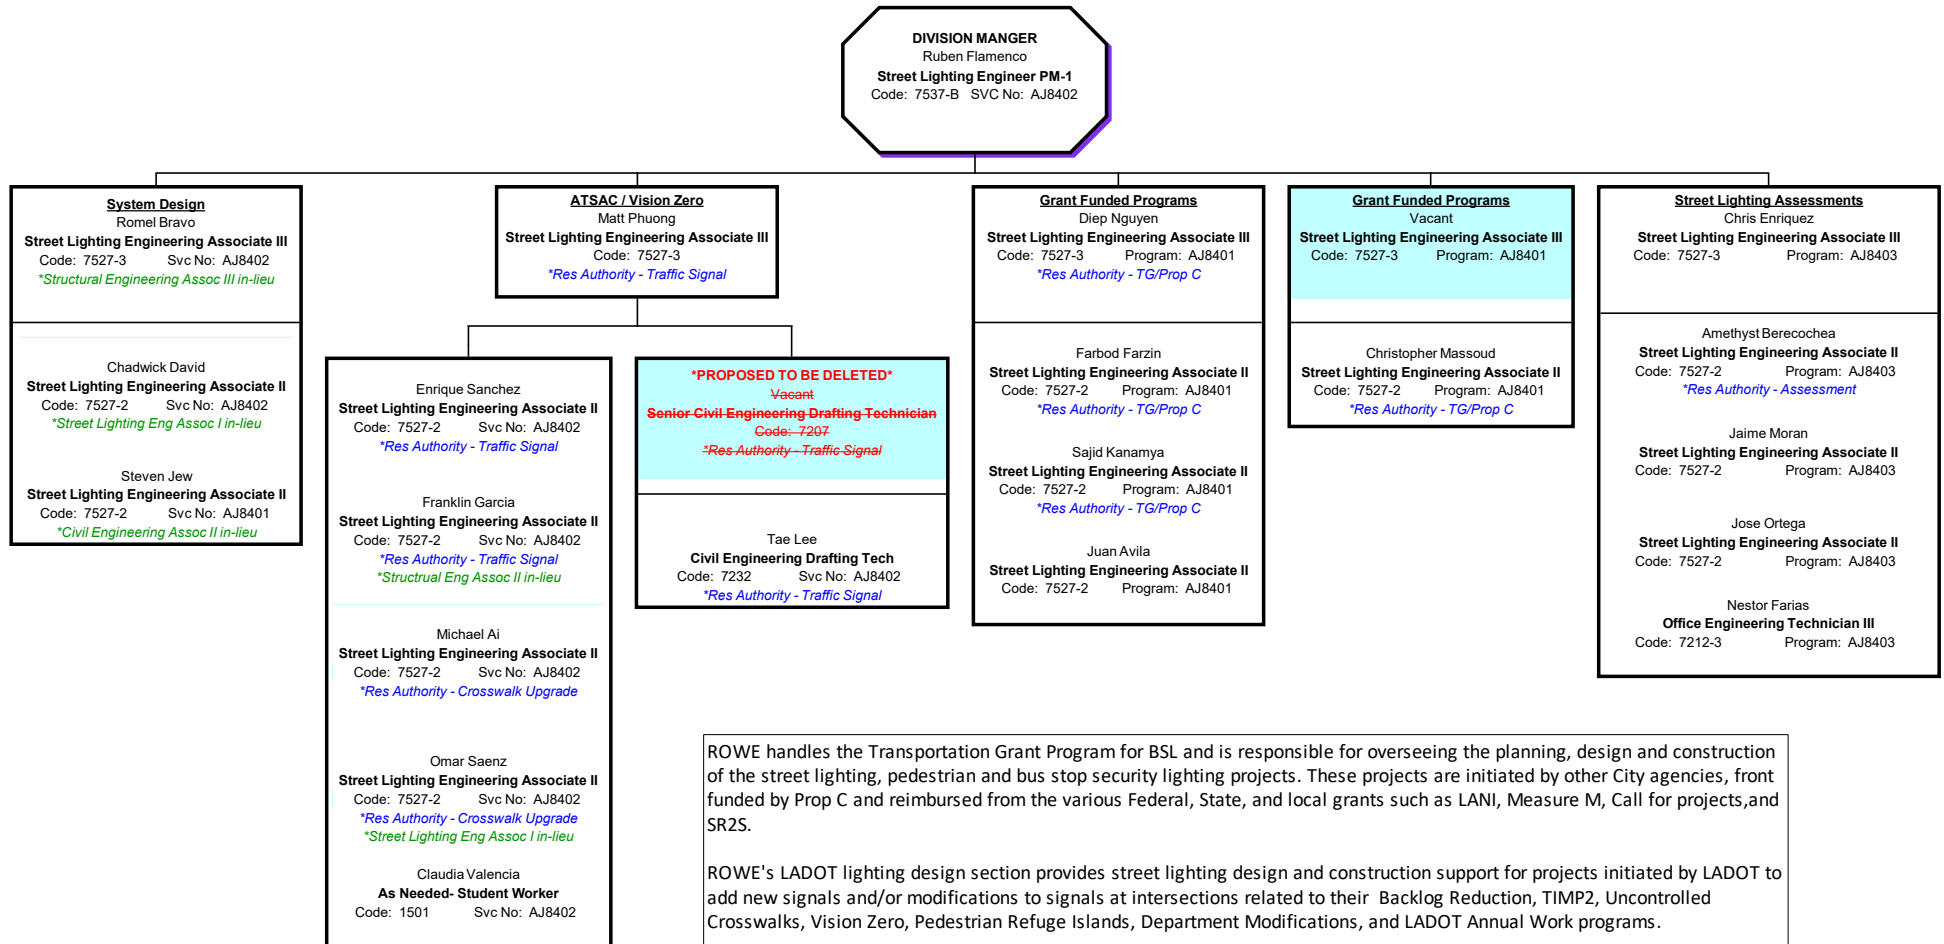 DIVISION MANGER
Ruben Flamenco
Street Lighting Engineer PM-1
Code: 7537-B SVC No: AJ8402
System Design
Romel Bravo
Street Lighting Engineering Associate III
Code: 7527-3 Svc No: AJ8402
*Structural Engineering Assoc III in-lieu
Chadwick David
Street Lighting Engineering Associate II
Code: 7527-2 Svc No: AJ8402
*Street Lighting Eng Assoc I in-lieu
Steven Jew
Street Lighting Engineering Associate II
Code: 7527-2 Svc No: AJ8401
*Civil Engineering Assoc II in-lieu
ATSAC / Vision Zero
Matt Phuong
Street Lighting Engineering Associate III
Code: 7527-3
*Res Authority - Traffic Signal
Enrique Sanchez
Street Lighting Engineering Associate II
Code: 7527-2 Svc No: AJ8402
*Res Authority - Traffic Signal
Franklin Garcia
Street Lighting Engineering Associate II
Code: 7527-2 Svc No: AJ8402
*Res Authority - Traffic Signal
*Structrual Eng Assoc II in-lieu
Michael Ai
Street Lighting Engineering Associate II
Code: 7527-2 Svc No: AJ8402
*Res Authority - Crosswalk Upgrade
Omar Saenz
Street Lighting Engineering Associate II
Code: 7527-2 Svc No: AJ8402
*Res Authority - Crosswalk Upgrade
*Street Lighting Eng Assoc I in-lieu
Claudia Valencia
As Needed- Student Worker
Code: 1501 Svc No: AJ8402
*PROPOSED TO BE DELETED*
Vacant
Senior Civil Engineering Drafting Technician
Code: 7207
*Res Authority - Traffic Signal
Tae Lee
Civil Engineering Drafting Tech
Code: 7232 Svc No: AJ8402
*Res Authority - Traffic Signal
Grant Funded Programs
Diep Nguyen
Street Lighting Engineering Associate III
Code: 7527-3 Program: AJ8401
*Res Authority - TG/Prop C
Farbod Farzin
Street Lighting Engineering Associate II
Code: 7527-2 Program: AJ8401
*Res Authority - TG/Prop C
Sajid Kanamya
Street Lighting Engineering Associate II
Code: 7527-2 Program: AJ8401
*Res Authority - TG/Prop C
Juan Avila
Street Lighting Engineering Associate II
Code: 7527-2 Program: AJ8401
Grant Funded Programs
Vacant
Street Lighting Engineering Associate III
Code: 7527-3 Program: AJ8401
Christopher Massoud
Street Lighting Engineering Associate II
Code: 7527-2 Program: AJ8401
*Res Authority - TG/Prop C
Street Lighting Assessments
Chris Enriquez
Street Lighting Engineering Associate III
Code: 7527-3 Program: AJ8403
Amethyst Berecochea
Street Lighting Engineering Associate II
Code: 7527-2 Program: AJ8403
*Res Authority - Assessment
Jaime Moran
Street Lighting Engineering Associate II
Code: 7527-2 Program: AJ8403
Jose Ortega
Street Lighting Engineering Associate II
Code: 7527-2 Program: AJ8403
Nestor Farias
Office Engineering Technician III
Code: 7212-3 Program: AJ8403
ROWE handles the Transportation Grant Program for BSL and is responsible for overseeing the planning, design and construction
of the street lighting, pedestrian and bus stop security lighting projects. These projects are initiated by other City agencies, front
funded by Prop C and reimbursed from the various Federal, State, and local grants such as LANI, Measure M, Call for projects,and
SR2S.
ROWE's LADOT lighting design section provides street lighting design and construction support for projects initiated by LADOT to
add new signals and/or modifications to signals at intersections related to their Backlog Reduction, TIMP2, Uncontrolled
Crosswalks, Vision Zero, Pedestrian Refuge Islands, Department Modifications, and LADOT Annual Work programs.